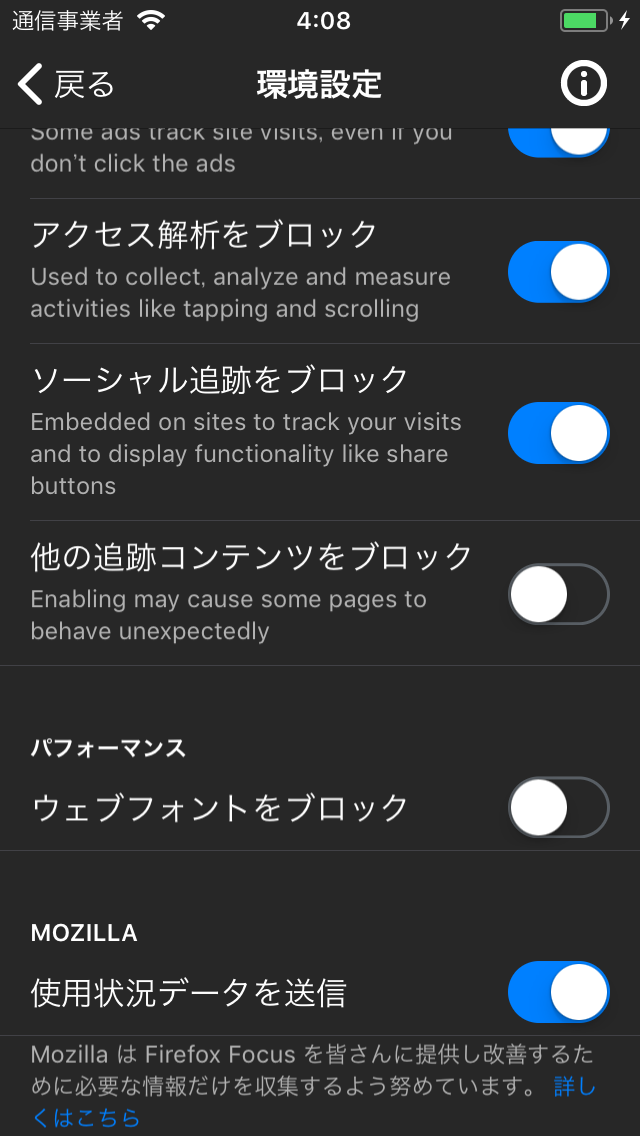 通信事業者
4:08
戻る
環境設定
Some ads track site visits, even if you
don’t click the ads
アクセス解析をブロック
Used to collect, analyze and measure
activities like tapping and scrolling
ソーシャル追跡をブロック
Embedded on sites to track your visits
and to display functionality like share
buttons
他の追跡コンテンツをブロック
Enabling may cause some pages to
behave unexpectedly
パフォーマンス
ウェブフォントをブロック
MOZILLA
使用状況データを送信
Mozilla は Firefox Focus を皆さんに提供し改善するた
めに必要な情報だけを収集するよう努めています。 詳し
くはこちら